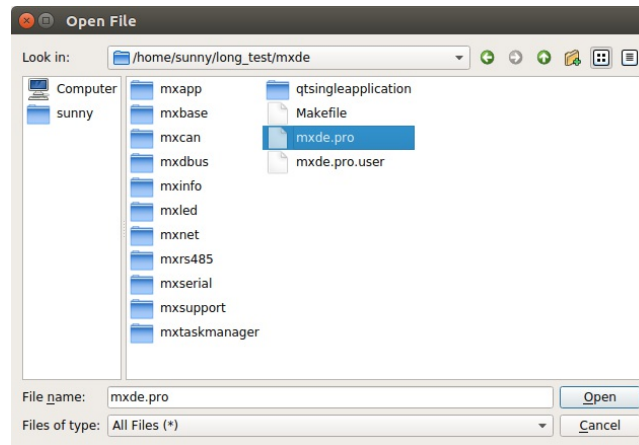 Open File
Look in: /home/sunny/long_test/mxde
Computer
sunny
mxapp
mxbase
mxcan
mxdbus
mxinfo
mxled
mxnet
mxrs485
mxserial
mxsupport
mxtaskmanager
qtsingleapplication
Makefile
mxde.pro
mxde.pro.user
File name: mxde.pro Open
Files of type: All Files (*) Cancel